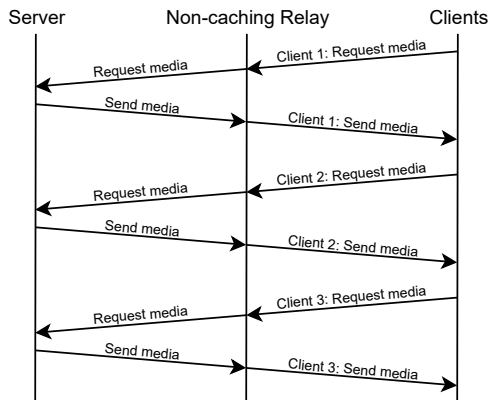 Server
Non-caching Relay
Clients
Client 1: Request media
Request media
Send media
Client 1: Send media
Client 2: Request media
Request media
Send media
Client 2: Send media
Client 3: Request media
Request media
Send media
Client 3: Send media